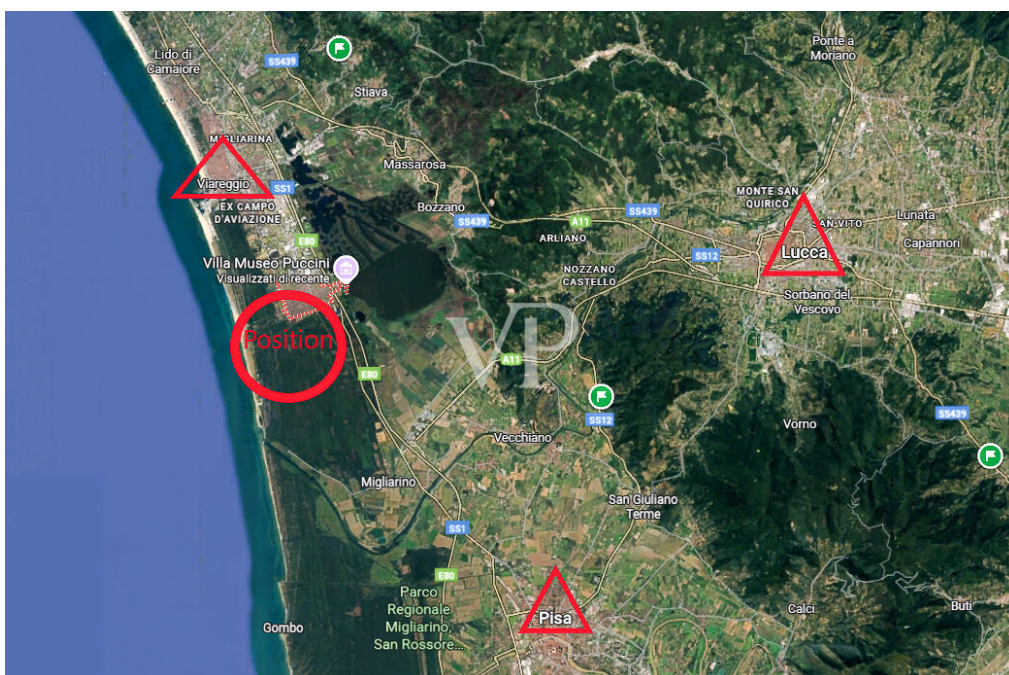 Lido di
Camaiore
SS439
Stiava
Ponte a
Moriano
MIGLIARINA
Massarosa
Viareggio
SS1
EX CAMPO
D'AVIAZIONE
Bozzano
SS439
A11
SS439
MONTE SAN
QUIRICO
SAN VITO
Lunata
Capannori
E80
ARLIANO
SS12
Lucca
Villa Museo Puccini
Visualizzati di recente
NOZZANO
CASTELLO
Sorbano del
Vescovo
Position
VP
A11
E80
SS12
SS439
Vorno
Vecchiano
Migliarino
San Giuliano
Terme
SS1
E80
Parco
Regionale
Migliarino,
San Rossore...
Pisa
Calci
Buti
Gombo